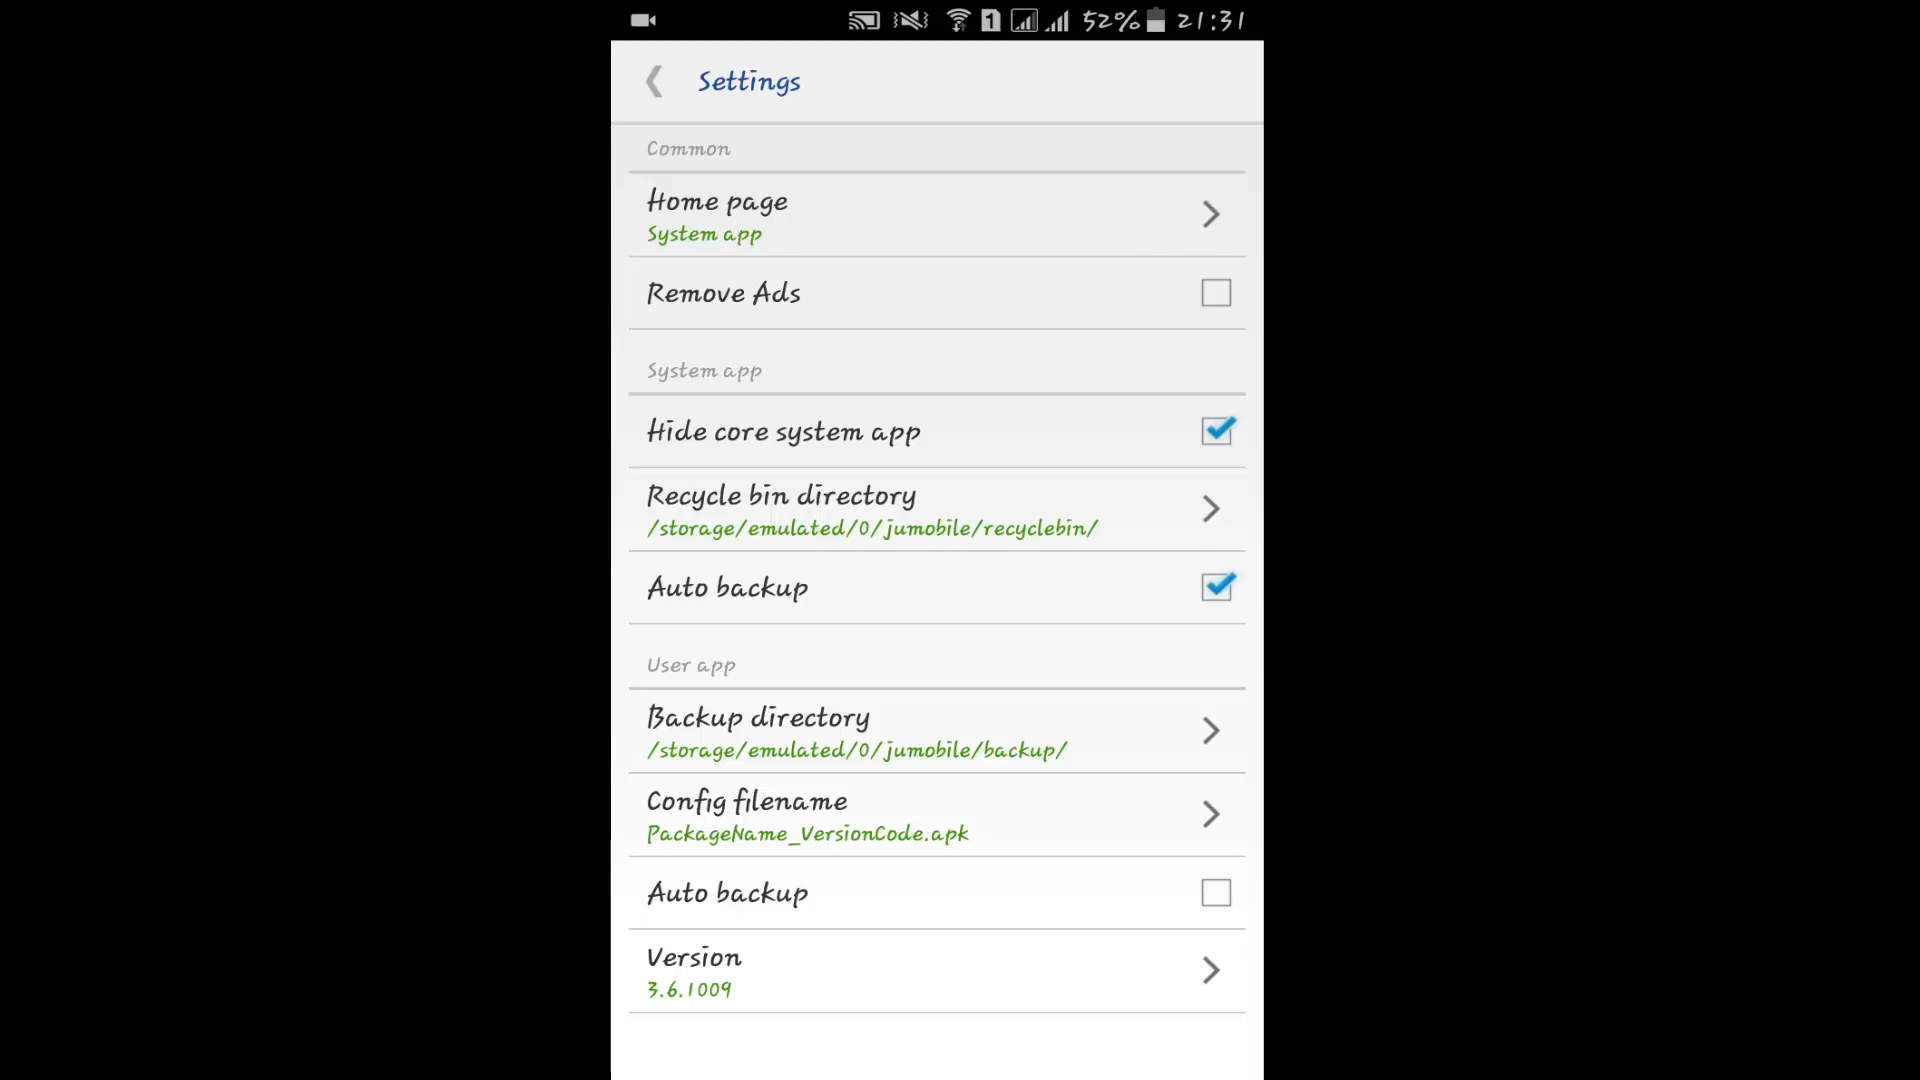 1 52% 21:31
Settings
Common
Home page
System app
Remove Ads
System app
Hide core system app
Recycle bin directory
/storage/emulated/0/jumobile/recyclebin/
Auto backup
User app
Backup directory
/storage/emulated/0/jumobile/backup/
Config filename
PackageName_VersionCode.apk
Auto backup
Version
3.6.1009